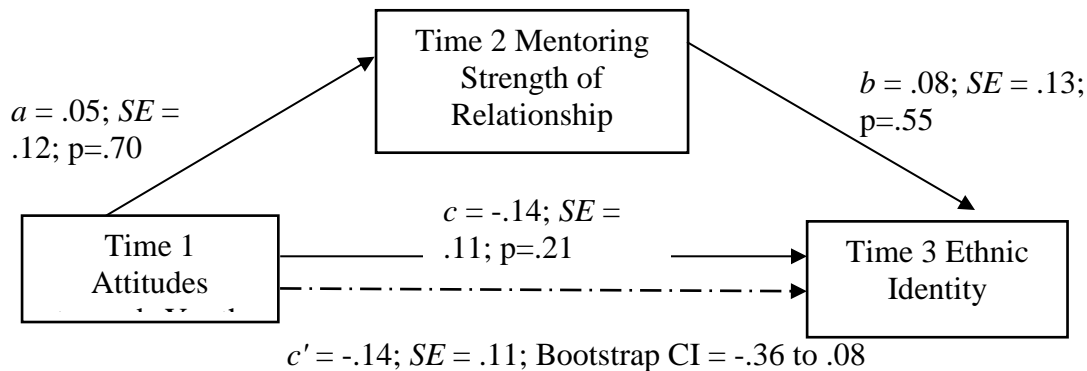 Time 2 Mentoring
Strength of
Relationship
a = .05; SE =
.12; p=.70
b = .08; SE = .13;
p=.55
c = -.14; SE =
.11; p=.21
Time 1
Attitudes
Time 3 Ethnic
Identity
c' = -.14; SE = .11; Bootstrap CI = -.36 to .08